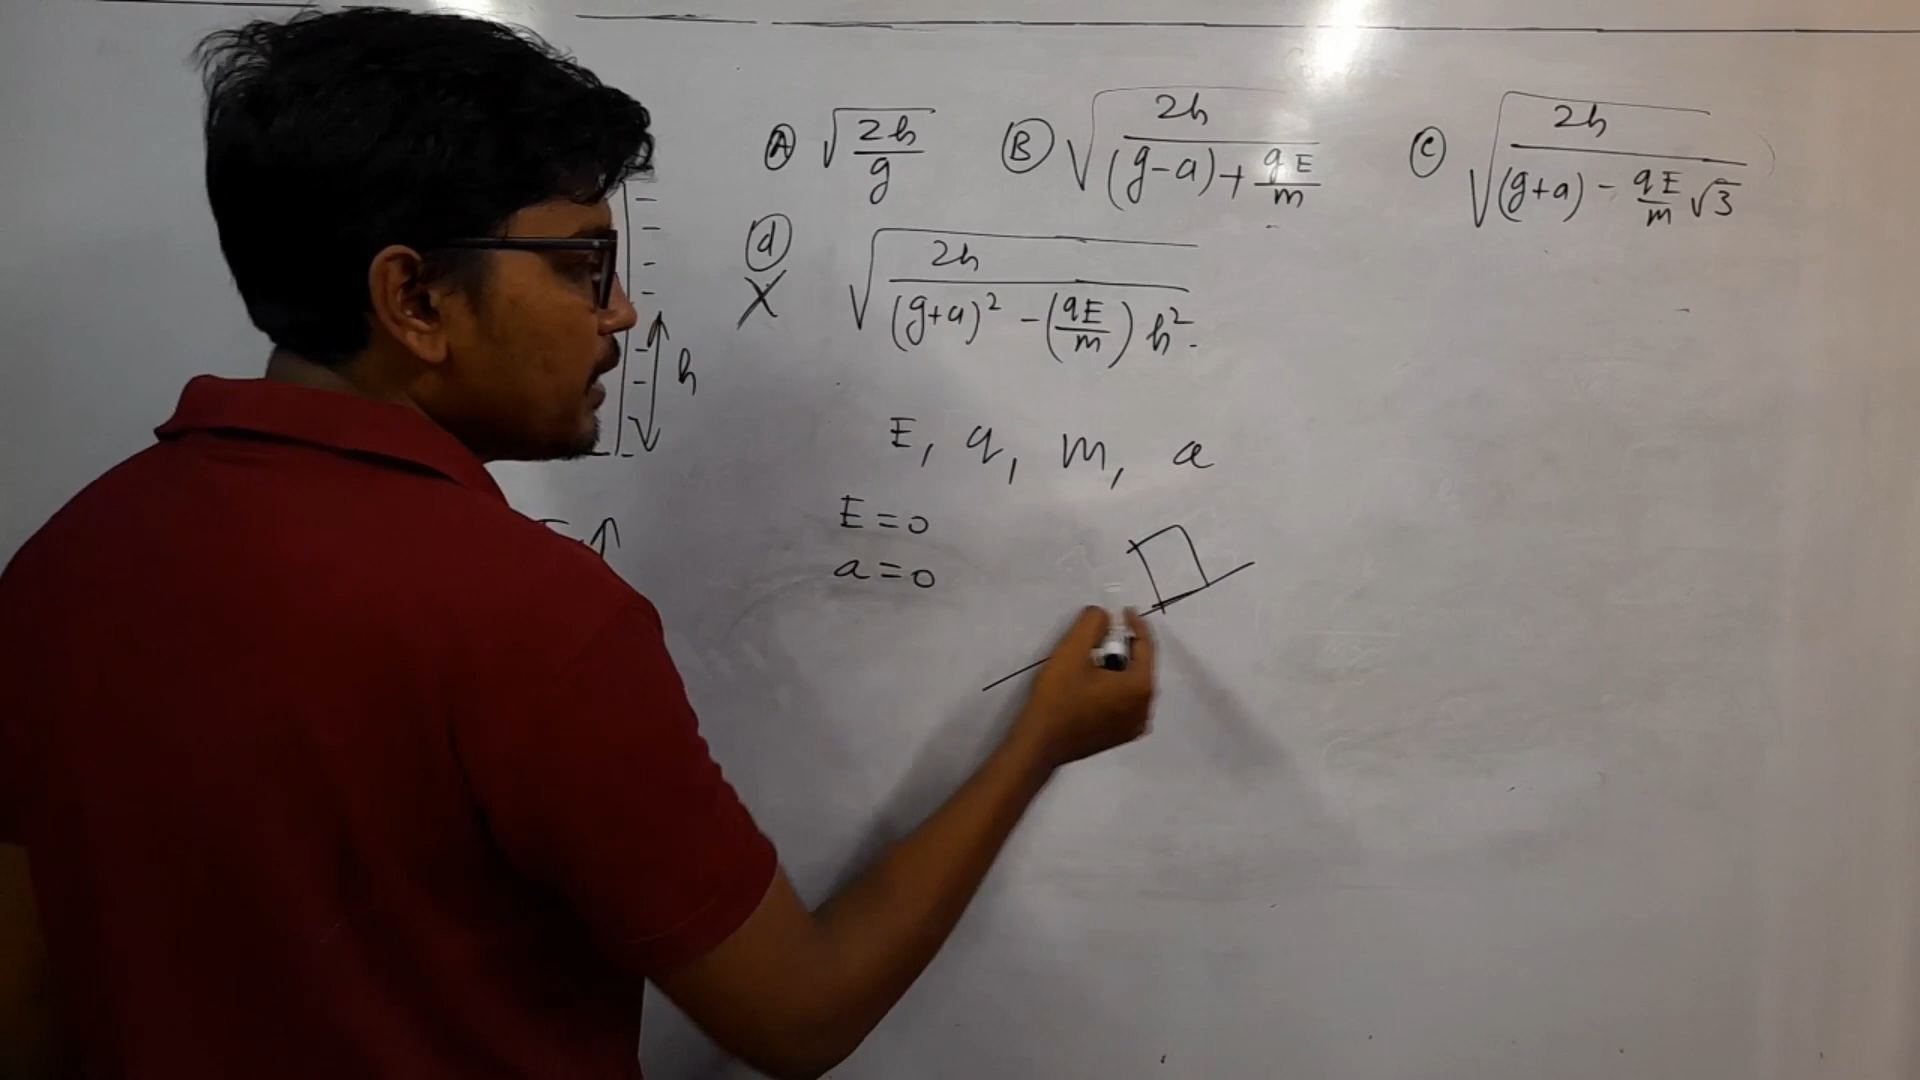 Ⓐ √(2h/g) Ⓑ √(2h/((g-a)+qE/m)) Ⓒ √(2h/((g+a)-qE/m √3))
ⓓ √(2h/((g+a)²-(qE/m)h²))
X
h
E, q, m, a
E=0
a=0